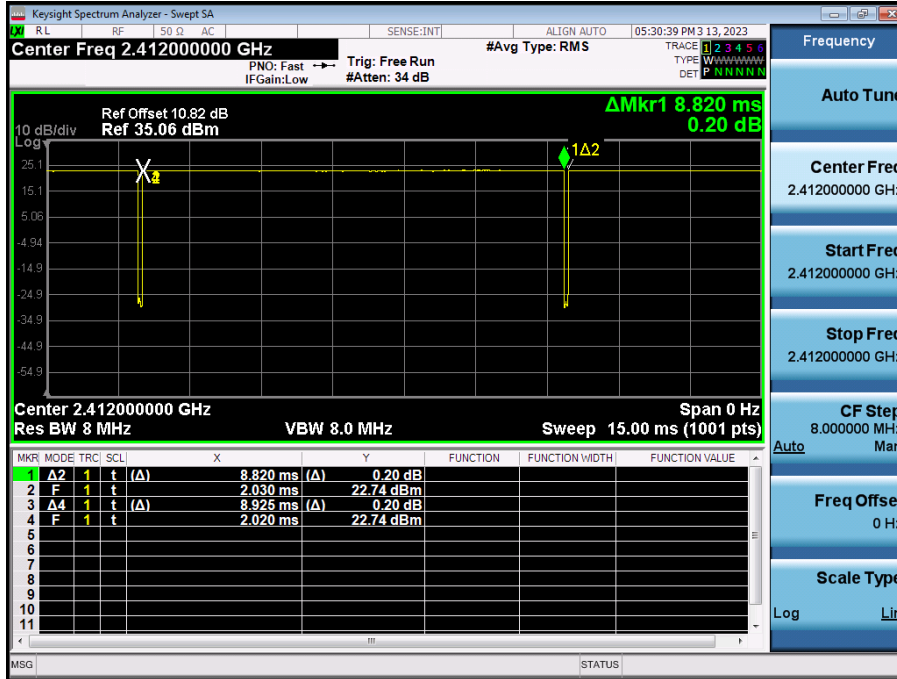 Keysight Spectrum Analyzer - Swept SA
LXI RL RF 50 Ω AC SENSE:INT ALIGN AUTO 05:30:39 PM 3 13, 2023
Center Freq 2.412000000 GHz #Avg Type: RMS TRACE 1 2 3 4 5 6
PNO: Fast Trig: Free Run TYPE WWWWWW
IFGain:Low #Atten: 34 dB DET P N N N N N
Ref Offset 10.82 dB ΔMkr1 8.820 ms
10 dB/div Ref 35.06 dBm 0.20 dB
Log
1Δ2
25.1
15.1
5.06
-4.94
-14.9
-24.9
-34.9
-44.9
-54.9
Center 2.412000000 GHz Span 0 Hz
Res BW 8 MHz VBW 8.0 MHz Sweep 15.00 ms (1001 pts)
MKR MODE TRC SCL X Y FUNCTION FUNCTION WIDTH FUNCTION VALUE
1 Δ2 1 t (Δ) 8.820 ms (Δ) 0.20 dB
2 F 1 t 2.030 ms 22.74 dBm
3 Δ4 1 t (Δ) 8.925 ms (Δ) 0.20 dB
4 F 1 t 2.020 ms 22.74 dBm
5
6
7
8
9
10
11
MSG STATUS
Frequency
Auto Tune
Center Freq
2.412000000 GHz
Start Freq
2.412000000 GHz
Stop Freq
2.412000000 GHz
CF Step
8.000000 MHz
Auto Man
Freq Offset
0 Hz
Scale Type
Log Lin